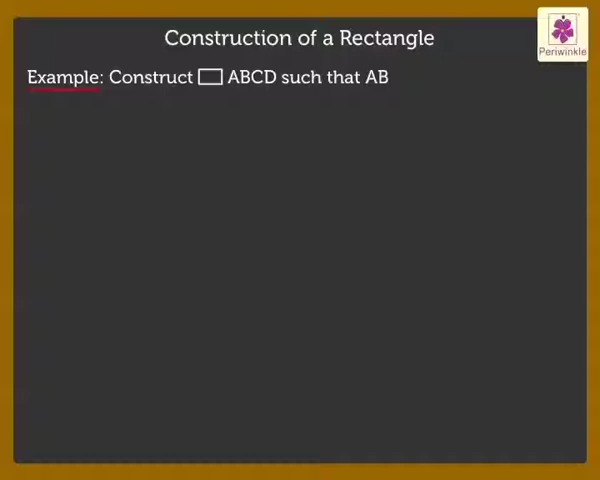 Construction of a Rectangle
Periwinkle
Example: Construct ▭ ABCD such that AB